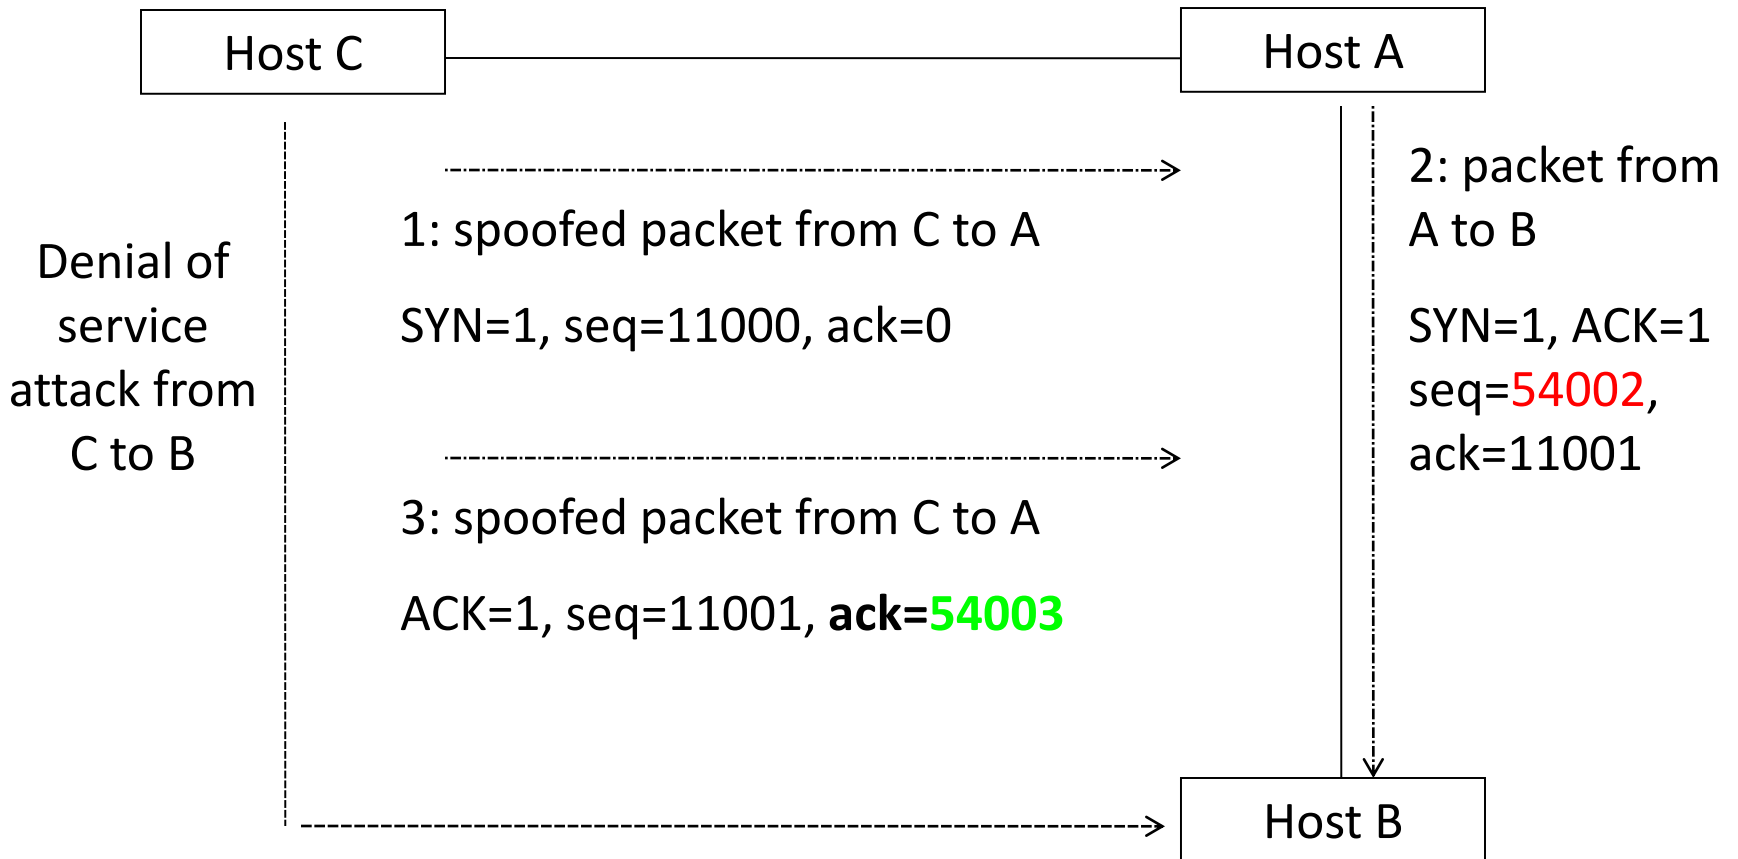 Host C
Host A
1: spoofed packet from C to A
SYN=1, seq=11000, ack=0
2: packet from
A to B
SYN=1, ACK=1
seq=54002,
ack=11001
Denial of
service
attack from
C to B
3: spoofed packet from C to A
ACK=1, seq=11001, ack=54003
Host B